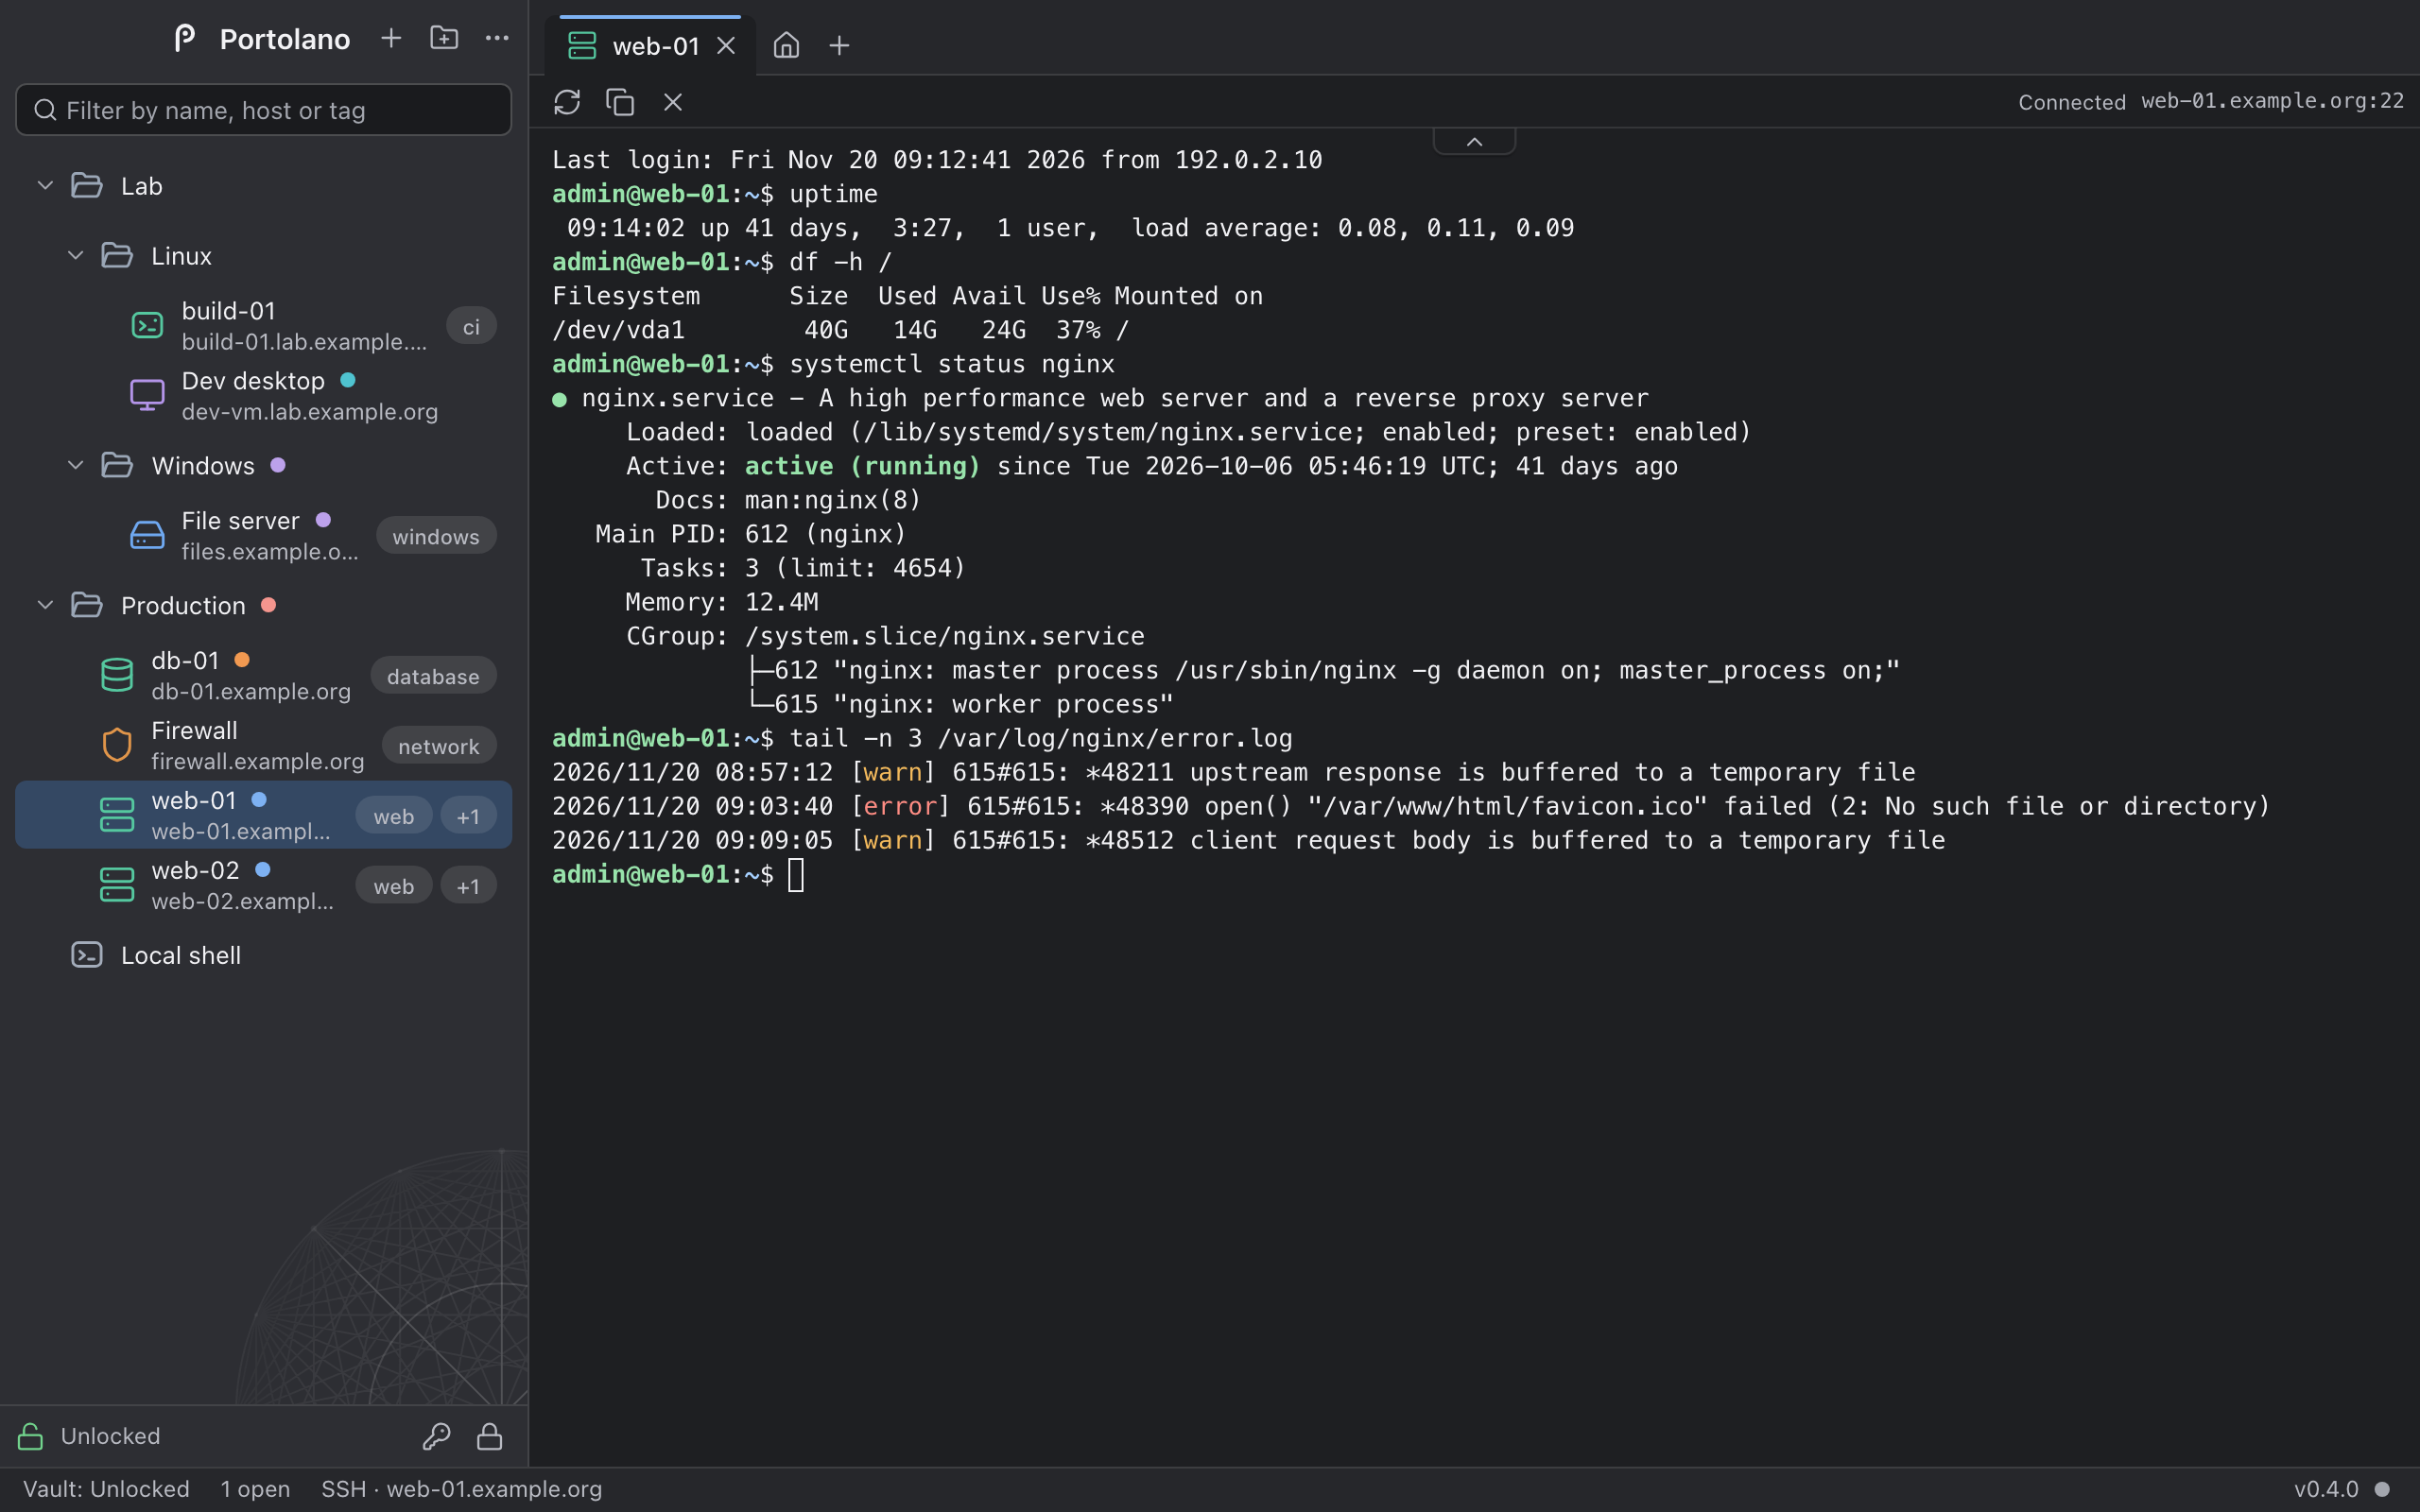 Portolano
Filter by name, host or tag
Lab
Linux
build-01
build-01.lab.example.... ci
Dev desktop
dev-vm.lab.example.org
Windows
File server
files.example.o... windows
Production
db-01
db-01.example.org database
Firewall
firewall.example.org network
web-01
web-01.exampl... web +1
web-02
web-02.exampl... web +1
Local shell
Unlocked
web-01
Connected web-01.example.org:22
Last login: Fri Nov 20 09:12:41 2026 from 192.0.2.10
admin@web-01:~$ uptime
 09:14:02 up 41 days,  3:27,  1 user,  load average: 0.08, 0.11, 0.09
admin@web-01:~$ df -h /
Filesystem      Size  Used Avail Use% Mounted on
/dev/vda1        40G   14G   24G  37% /
admin@web-01:~$ systemctl status nginx
● nginx.service - A high performance web server and a reverse proxy server
     Loaded: loaded (/lib/systemd/system/nginx.service; enabled; preset: enabled)
     Active: active (running) since Tue 2026-10-06 05:46:19 UTC; 41 days ago
       Docs: man:nginx(8)
   Main PID: 612 (nginx)
      Tasks: 3 (limit: 4654)
     Memory: 12.4M
     CGroup: /system.slice/nginx.service
             ├─612 "nginx: master process /usr/sbin/nginx -g daemon on; master_process on;"
             └─615 "nginx: worker process"
admin@web-01:~$ tail -n 3 /var/log/nginx/error.log
2026/11/20 08:57:12 [warn] 615#615: *48211 upstream response is buffered to a temporary file
2026/11/20 09:03:40 [error] 615#615: *48390 open() "/var/www/html/favicon.ico" failed (2: No such file or directory)
2026/11/20 09:09:05 [warn] 615#615: *48512 client request body is buffered to a temporary file
admin@web-01:~$
Vault: Unlocked 1 open SSH · web-01.example.org v0.4.0